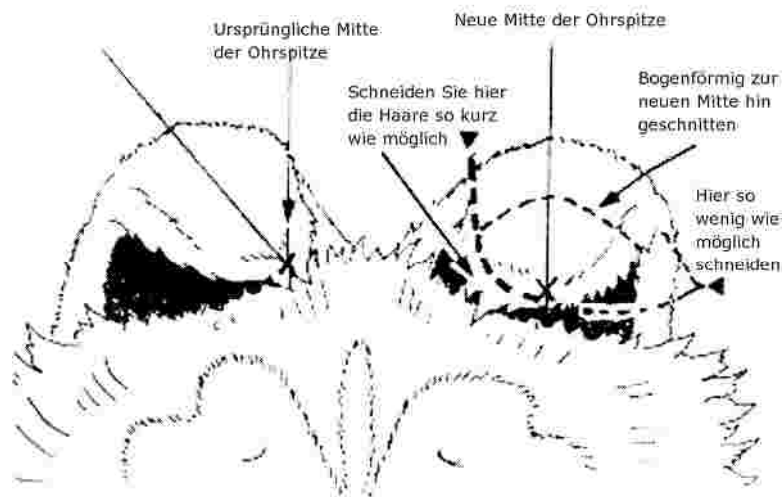 Ursprüngliche Mitte
der Ohrspitze
Neue Mitte der Ohrspitze
Schneiden Sie hier
die Haare so kurz
wie möglich
Bogenförmig zur
neuen Mitte hin
geschnitten
Hier so
wenig wie
möglich
schneiden